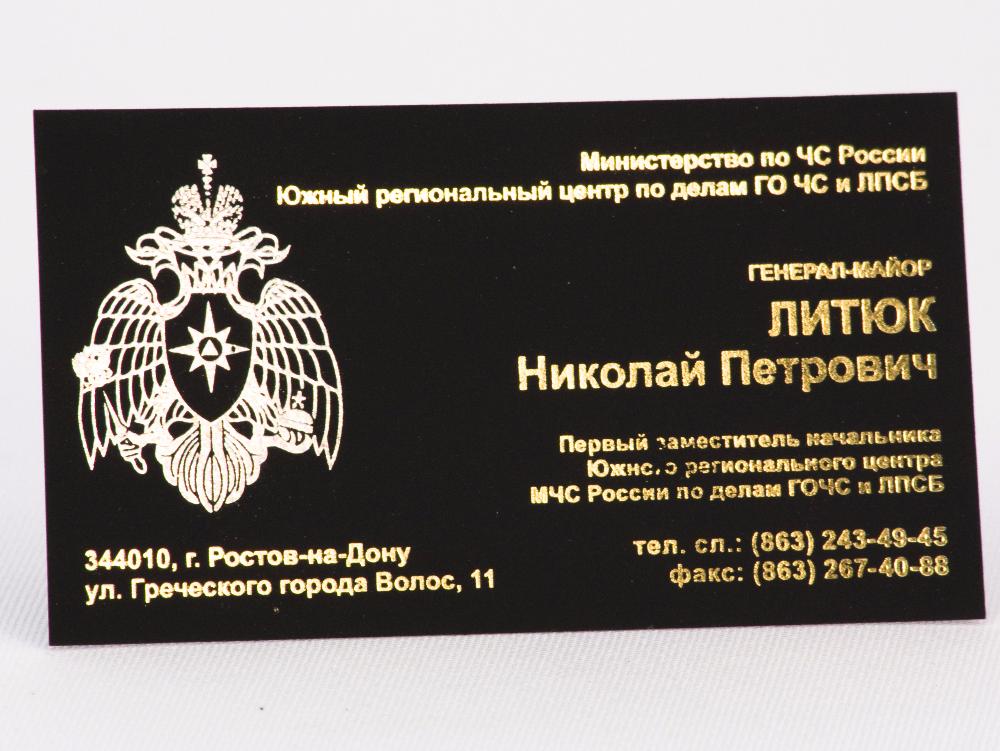 Министерство по ЧС России
Южный региональный центр по делам ГО ЧС и ЛПСБ
ГЕНЕРАЛ-МАЙОР
ЛИТЮК
Николай Петрович
Первый заместитель начальника
Южного регионального центра
МЧС России по делам ГОЧС и ЛПСБ
344010, г. Ростов-на-Дону
ул. Греческого города Волос, 11
тел. сл.: (863) 243-49-45
факс: (863) 267-40-88